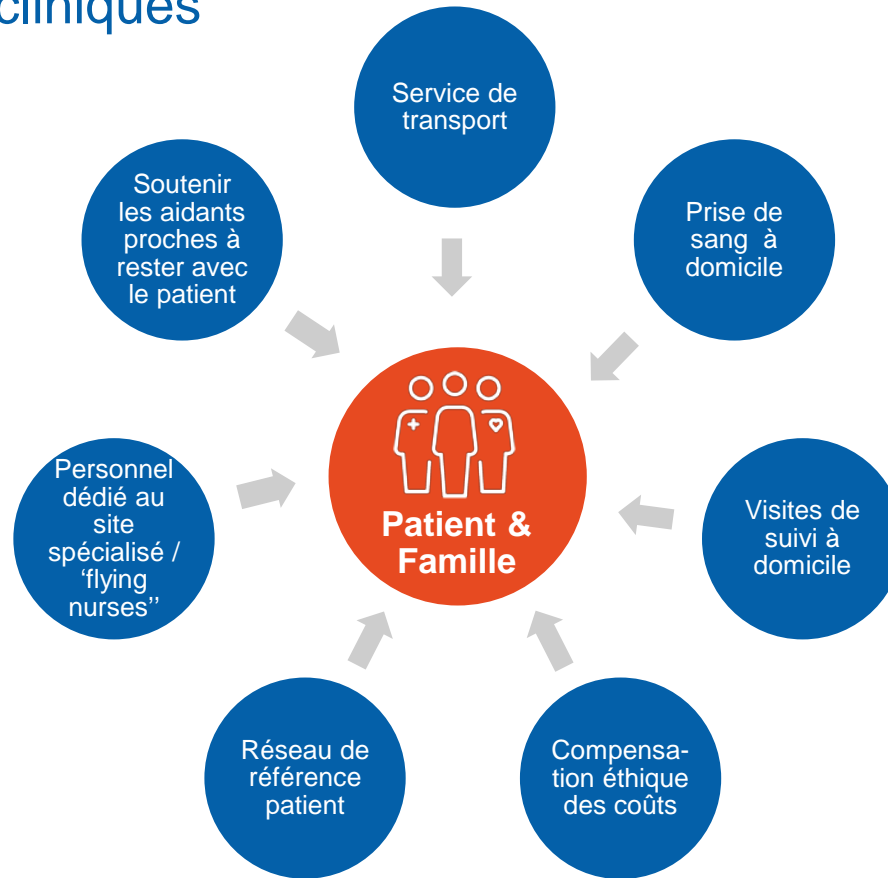 cliniques
Service de
transport
Prise de
sang à
domicile
Visites de
suivi à
domicile
Compensa-
tion éthique
des coûts
Réseau de
référence
patient
Personnel
dédié au
site
spécialisé /
‘flying
nurses’'
Soutenir
les aidants
proches à
rester avec
le patient
Patient &
Famille